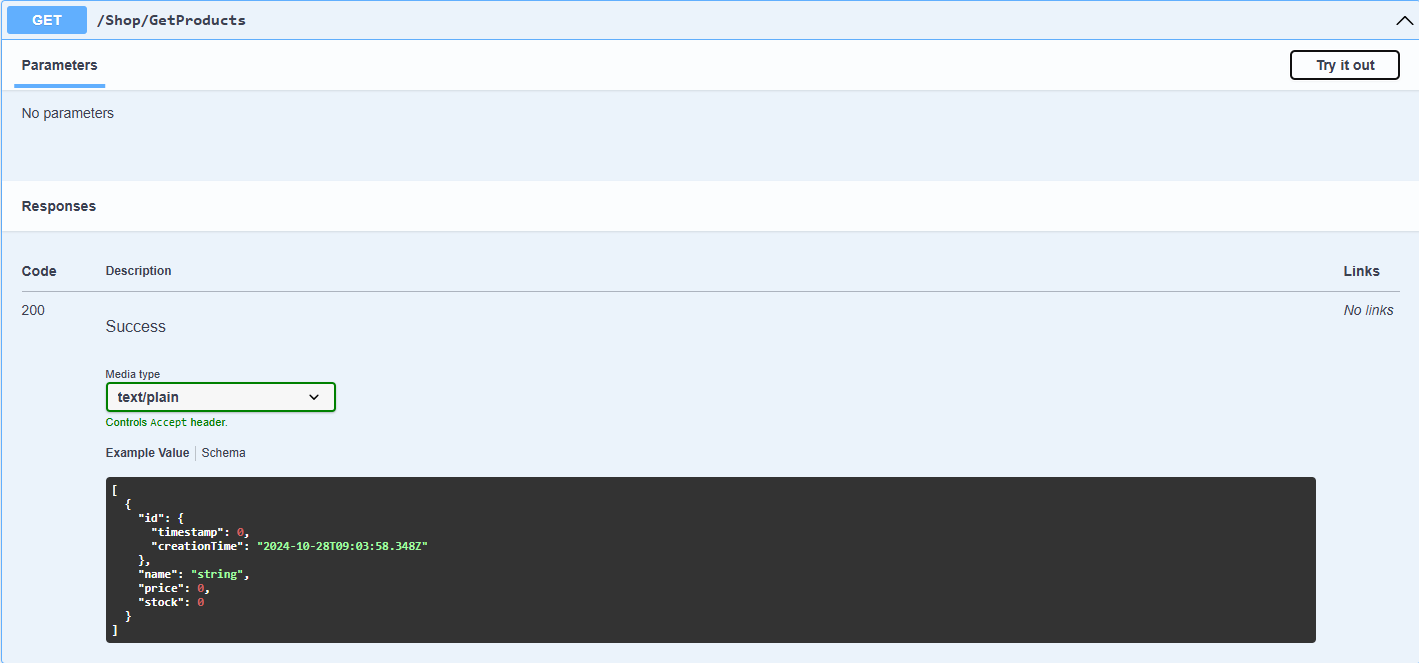 GET /Shop/GetProducts
Parameters
Try it out
No parameters
Responses
Code Description Links
200 No links
Success
Media type
text/plain
Controls Accept header.
Example Value Schema
[
  {
    "id": {
      "timestamp": 0,
      "creationTime": "2024-10-28T09:03:58.348Z"
    },
    "name": "string",
    "price": 0,
    "stock": 0
  }
]